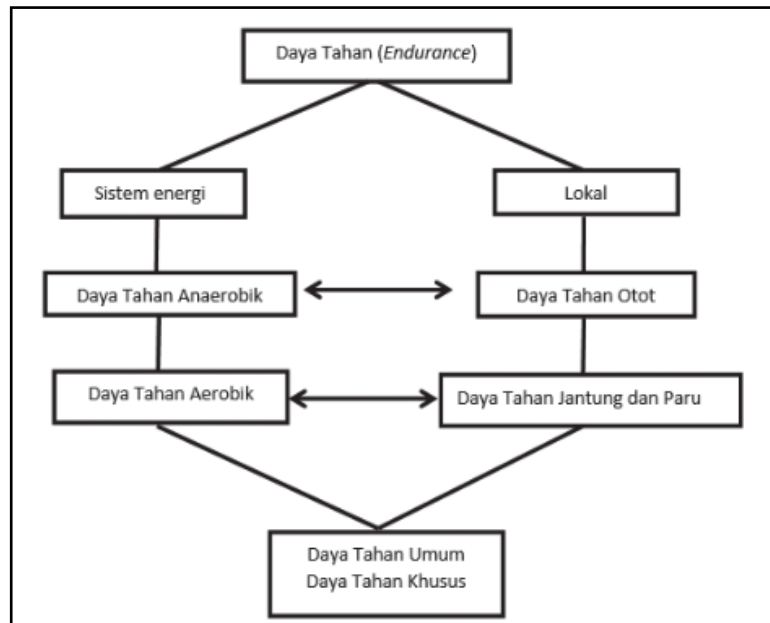 Daya Tahan (Endurance)
Sistem energi
Lokal
Daya Tahan Anaerobik
Daya Tahan Otot
Daya Tahan Aerobik
Daya Tahan Jantung dan Paru
Daya Tahan Umum
Daya Tahan Khusus